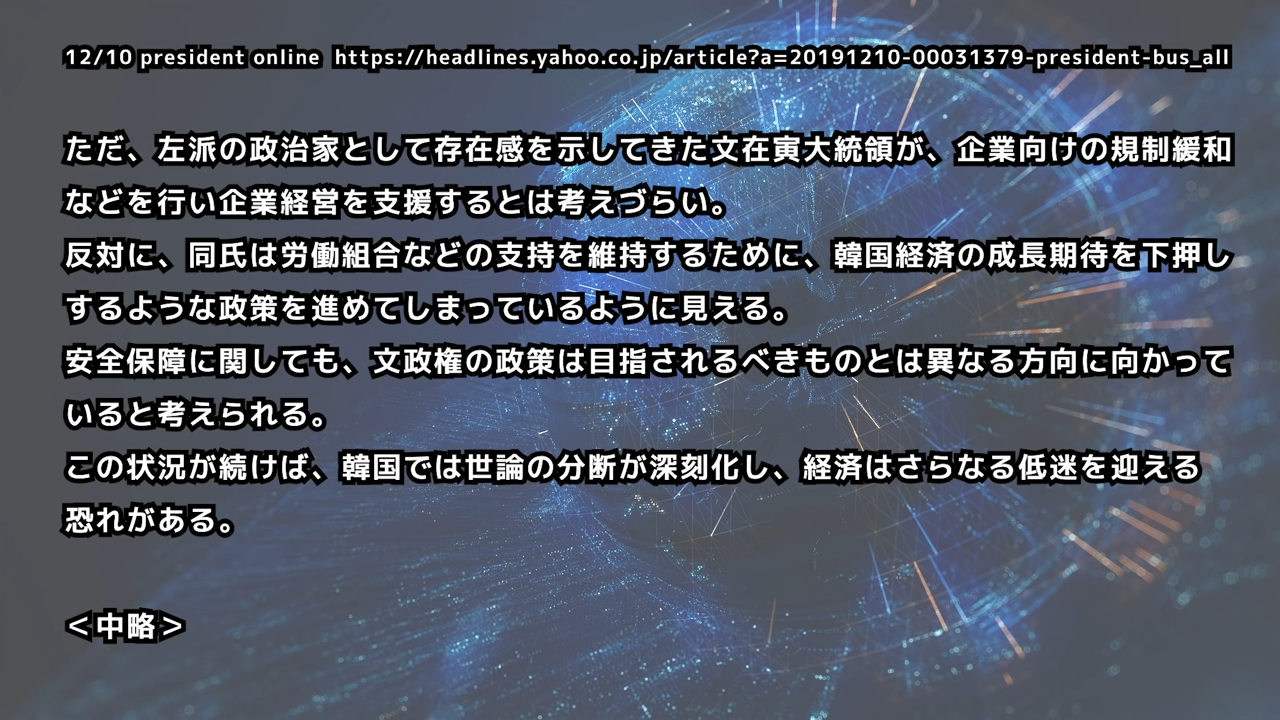 12/10 president online  https://headlines.yahoo.co.jp/article?a=20191210-00031379-president-bus_all
ただ、左派の政治家として存在感を示してきた文在寅大統領が、企業向けの規制緩和
などを行い企業経営を支援するとは考えづらい。
反対に、同氏は労働組合などの支持を維持するために、韓国経済の成長期待を下押し
するような政策を進めてしまっているように見える。
安全保障に関しても、文政権の政策は目指されるべきものとは異なる方向に向かって
いると考えられる。
この状況が続けば、韓国では世論の分断が深刻化し、経済はさらなる低迷を迎える
恐れがある。
＜中略＞